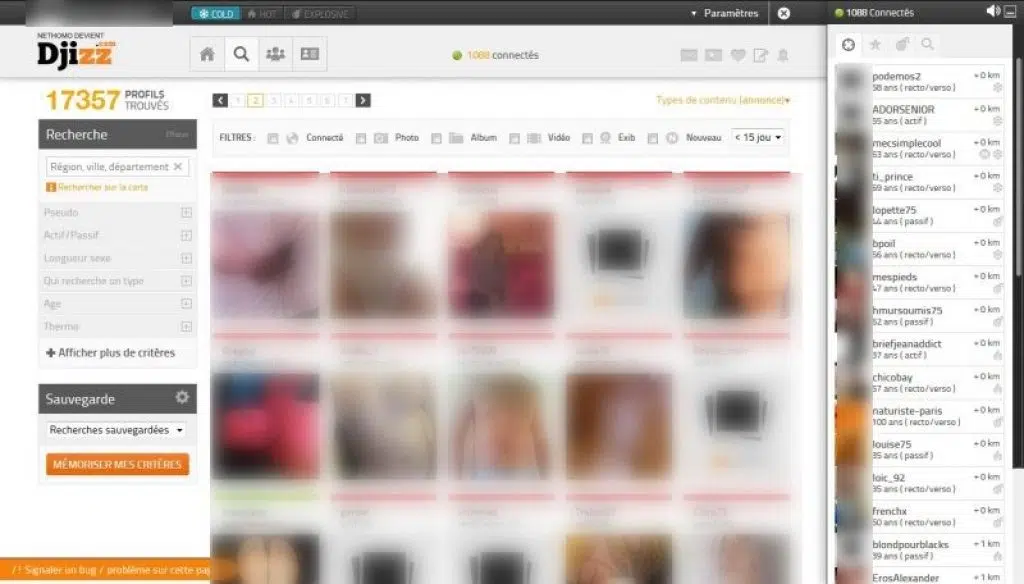 COLD HOT EXPLOSIVE
Paramètres
1088 Connectés
NETHOMO DEVIENT
Djizz.com
1088 connectés
17357 PROFILS TROUVÉS
1 2 3 4 5 6 7
Types de contenu (annonce)
Recherche
FILTRES : Connecté Photo Album Vidéo Exib Nouveau < 15 jou
Région, ville, département
Rechercher sur la carte
Pseudo
Actif/Passif
Longueur sexe
Qui recherche un type
Age
Thermo
Afficher plus de critères
Sauvegarde
Recherches sauvegardées
MÉMORISER MES CRITÈRES
/!\ Signaler un bug / problème sur cette pag
podemos2 +0 km
58 ans ( recto/verso )
ADORSENIOR +0 km
( actif )
mecsimplecool +0 km
63 ans ( recto/verso )
ti_prince +0 km
ans ( recto/verso )
lopette75 +0 km
44 ans ( passif )
bpoil +0 km
56 ans ( recto/verso )
mespieds +0 km
47 ans ( recto/verso )
hmursoumis75 +0 km
52 ans ( passif )
briefjeanaddict +0 km
37 ans ( actif )
chicobay +0 km
57 ans ( recto/verso )
naturiste-paris +0 km
100 ans ( recto/verso )
louise75 +0 km
35 ans ( passif )
loic_92 +0 km
35 ans ( recto/verso )
frenchx +0 km
50 ans ( recto/verso )
blondpourblacks +1 km
39 ans ( passif )
ErosAlexander +1 km